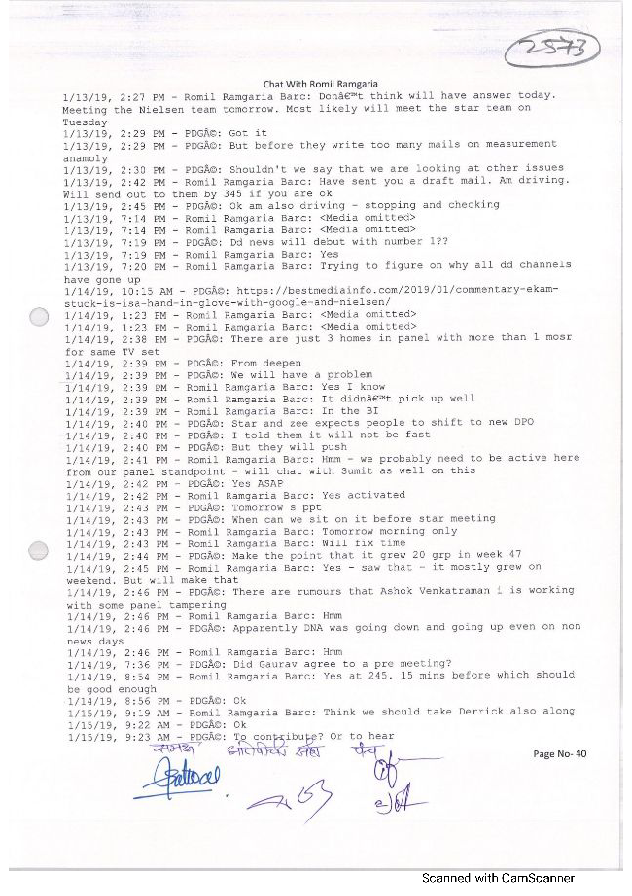 2573
Chat With Romil Ramgaria
1/13/19, 2:27 PM - Romil Ramgaria Barc: Donâ€™t think will have answer today.
Meeting the Nielsen team tomorrow. Most likely will meet the star team on
Tuesday
1/13/19, 2:29 PM - PDGÂ©: Got it
1/13/19, 2:29 PM - PDGÂ©: But before they write too many mails on measurement
anamoly
1/13/19, 2:30 PM - PDGÂ©: Shouldn't we say that we are looking at other issues
1/13/19, 2:42 PM - Romil Ramgaria Barc: Have sent you a draft mail. Am driving.
Will send out to them by 345 if you are ok
1/13/19, 2:45 PM - PDGÂ©: Ok am also driving - stopping and checking
1/13/19, 7:14 PM - Romil Ramgaria Barc: <Media omitted>
1/13/19, 7:14 PM - Romil Ramgaria Barc: <Media omitted>
1/13/19, 7:19 PM - PDGÂ©: Dd news will debut with number 1??
1/13/19, 7:19 PM - Romil Ramgaria Barc: Yes
1/13/19, 7:20 PM - Romil Ramgaria Barc: Trying to figure on why all dd channels
have gone up
1/14/19, 10:15 AM - PDGÂ©: https://bestmediainfo.com/2019/01/commentary-ekam-
stuck-is-isa-hand-in-glove-with-google-and-nielsen/
1/14/19, 1:23 PM - Romil Ramgaria Barc: <Media omitted>
1/14/19, 1:23 PM - Romil Ramgaria Barc: <Media omitted>
1/14/19, 2:38 PM - PDGÂ©: There are just 3 homes in panel with more than 1 mosr
for same TV set
1/14/19, 2:39 PM - PDGÂ©: From deepen
1/14/19, 2:39 PM - PDGÂ©: We will have a problem
1/14/19, 2:39 PM - Romil Ramgaria Barc: Yes I know
1/14/19, 2:39 PM - Romil Ramgaria Barc: It didnâ€™t pick up well
1/14/19, 2:39 PM - Romil Ramgaria Barc: In the BI
1/14/19, 2:40 PM - PDGÂ©: Star and zee expects people to shift to new DPO
1/14/19, 2:40 PM - PDGÂ©: I told them it will not be fast
1/14/19, 2:40 PM - PDGÂ©: But they will push
1/14/19, 2:41 PM - Romil Ramgaria Barc: Hmm - we probably need to be active here
from our panel standpoint - will chat with Sumit as well on this
1/14/19, 2:42 PM - PDGÂ©: Yes ASAP
1/14/19, 2:42 PM - Romil Ramgaria Barc: Yes activated
1/14/19, 2:43 PM - PDGÂ©: Tomorrow s ppt
1/14/19, 2:43 PM - PDGÂ©: When can we sit on it before star meeting
1/14/19, 2:43 PM - Romil Ramgaria Barc: Tomorrow morning only
1/14/19, 2:43 PM - Romil Ramgaria Barc: Will fix time
1/14/19, 2:44 PM - PDGÂ©: Make the point that it grew 20 grp in week 47
1/14/19, 2:45 PM - Romil Ramgaria Barc: Yes - saw that - it mostly grew on
weekend. But will make that
1/14/19, 2:46 PM - PDGÂ©: There are rumours that Ashok Venkatraman i is working
with some panel tampering
1/14/19, 2:46 PM - Romil Ramgaria Barc: Hmm
1/14/19, 2:46 PM - PDGÂ©: Apparently DNA was going down and going up even on non
news days
1/14/19, 2:46 PM - Romil Ramgaria Barc: Hmm
1/14/19, 7:36 PM - PDGÂ©: Did Gaurav agree to a pre meeting?
1/14/19, 8:54 PM - Romil Ramgaria Barc: Yes at 245. 15 mins before which should
be good enough
1/14/19, 8:56 PM - PDGÂ©: Ok
1/15/19, 9:19 AM - Romil Ramgaria Barc: Think we should take Derrick also along
1/15/19, 9:22 AM - PDGÂ©: Ok
1/15/19, 9:23 AM - PDGÂ©: To contribute? Or to hear
पंच
Page No- 40
Scanned with CamScanner